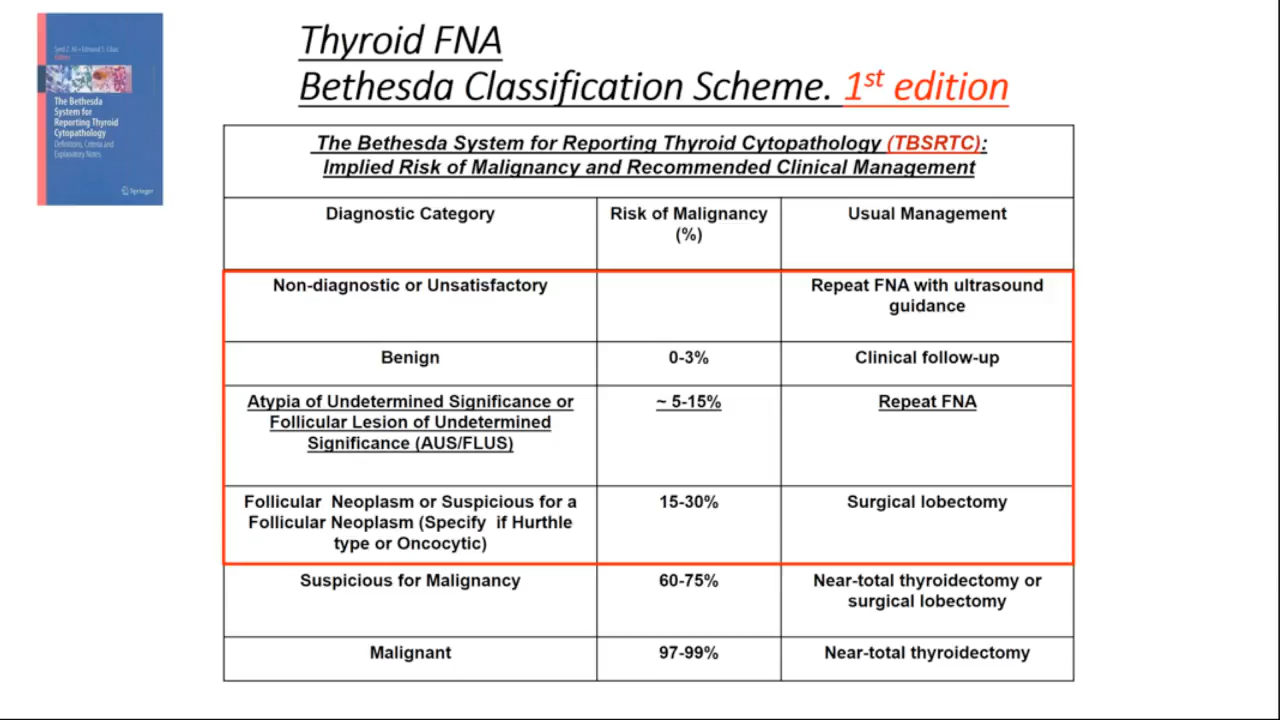 Syed Z. Ali • Edmund S. Cibas
Editors
The Bethesda
System for
Reporting Thyroid
Cytopathology
Definitions, Criteria and
Explanatory Notes
Springer
Thyroid FNA
Bethesda Classification Scheme. 1st edition
The Bethesda System for Reporting Thyroid Cytopathology (TBSRTC):
Implied Risk of Malignancy and Recommended Clinical Management
Diagnostic Category
Risk of Malignancy
(%)
Usual Management
Non-diagnostic or Unsatisfactory
Repeat FNA with ultrasound
guidance
Benign
0-3%
Clinical follow-up
Atypia of Undetermined Significance or
Follicular Lesion of Undetermined
Significance (AUS/FLUS)
~ 5-15%
Repeat FNA
Follicular Neoplasm or Suspicious for a
Follicular Neoplasm (Specify if Hurthle
type or Oncocytic)
15-30%
Surgical lobectomy
Suspicious for Malignancy
60-75%
Near-total thyroidectomy or
surgical lobectomy
Malignant
97-99%
Near-total thyroidectomy